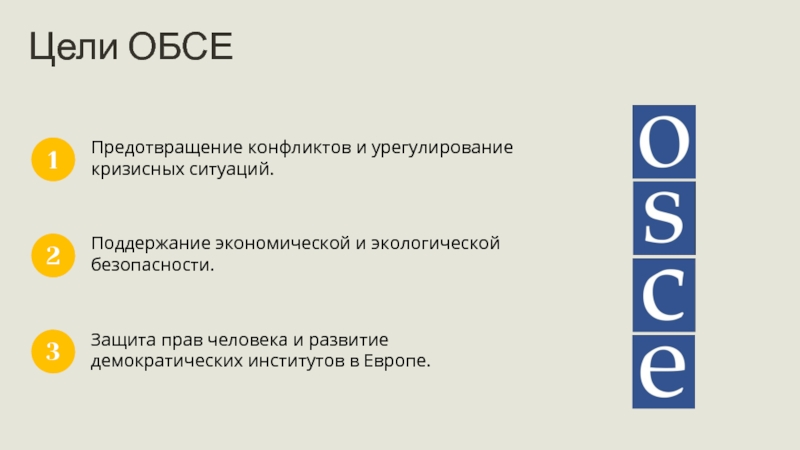 Цели ОБСЕ
1
Предотвращение конфликтов и урегулирование
кризисных ситуаций.
2
Поддержание экономической и экологической
безопасности.
3
Защита прав человека и развитие
демократических институтов в Европе.
O
S
C
e